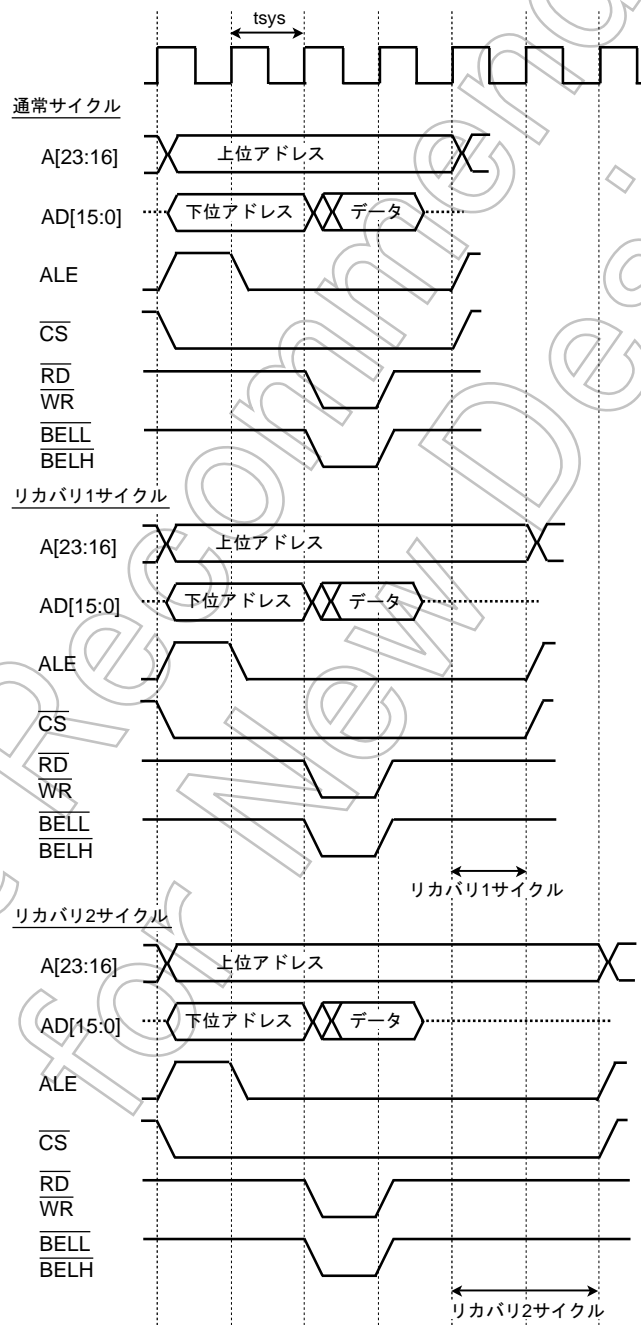 tsys
通常サイクル
A[23:16]
上位アドレス
AD[15:0]
下位アドレス
データ
ALE
CS
RD
WR
BELL
BELH
リカバリ1サイクル
A[23:16]
上位アドレス
AD[15:0]
下位アドレス
データ
ALE
CS
RD
WR
BELL
BELH
リカバリ1サイクル
リカバリ2サイクル
A[23:16]
上位アドレス
AD[15:0]
下位アドレス
データ
ALE
CS
RD
WR
BELL
BELH
リカバリ2サイクル
Recommend
for New Des